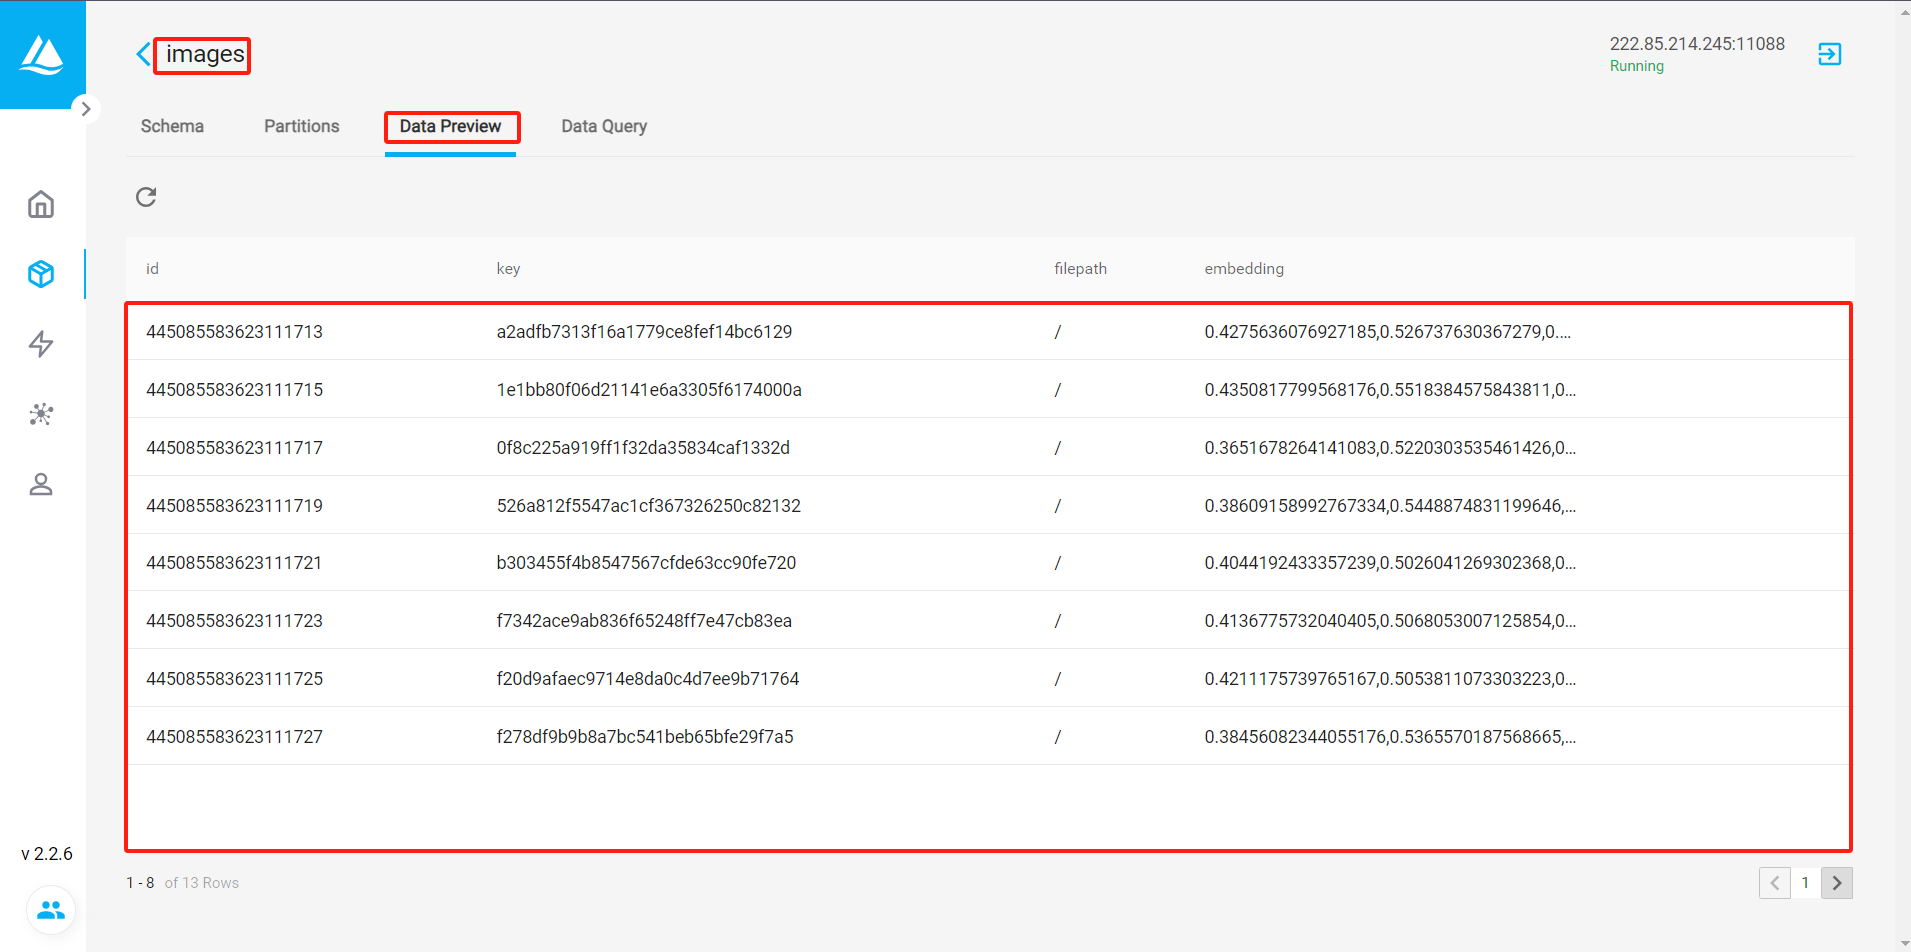 images
222.85.214.245:11088
Running
Schema Partitions Data Preview Data Query
id key filepath embedding
445085583623111713 a2adfb7313f16a1779ce8fef14bc6129 / 0.4275636076927185,0.526737630367279,0....
445085583623111715 1e1bb80f06d21141e6a3305f6174000a / 0.4350817799568176,0.5518384575843811,0...
445085583623111717 0f8c225a919ff1f32da35834caf1332d / 0.3651678264141083,0.5220303535461426,0...
445085583623111719 526a812f5547ac1cf367326250c82132 / 0.38609158992767334,0.5448874831199646,...
445085583623111721 b303455f4b8547567cfde63cc90fe720 / 0.4044192433357239,0.5026041269302368,0...
445085583623111723 f7342ace9ab836f65248ff7e47cb83ea / 0.4136775732040405,0.5068053007125854,0...
445085583623111725 f20d9afaec9714e8da0c4d7ee9b71764 / 0.4211175739765167,0.5053811073303223,0...
445085583623111727 f278df9b9b8a7bc541beb65bfe29f7a5 / 0.38456082344055176,0.5365570187568665,...
v 2.2.6
1 - 8 of 13 Rows
1